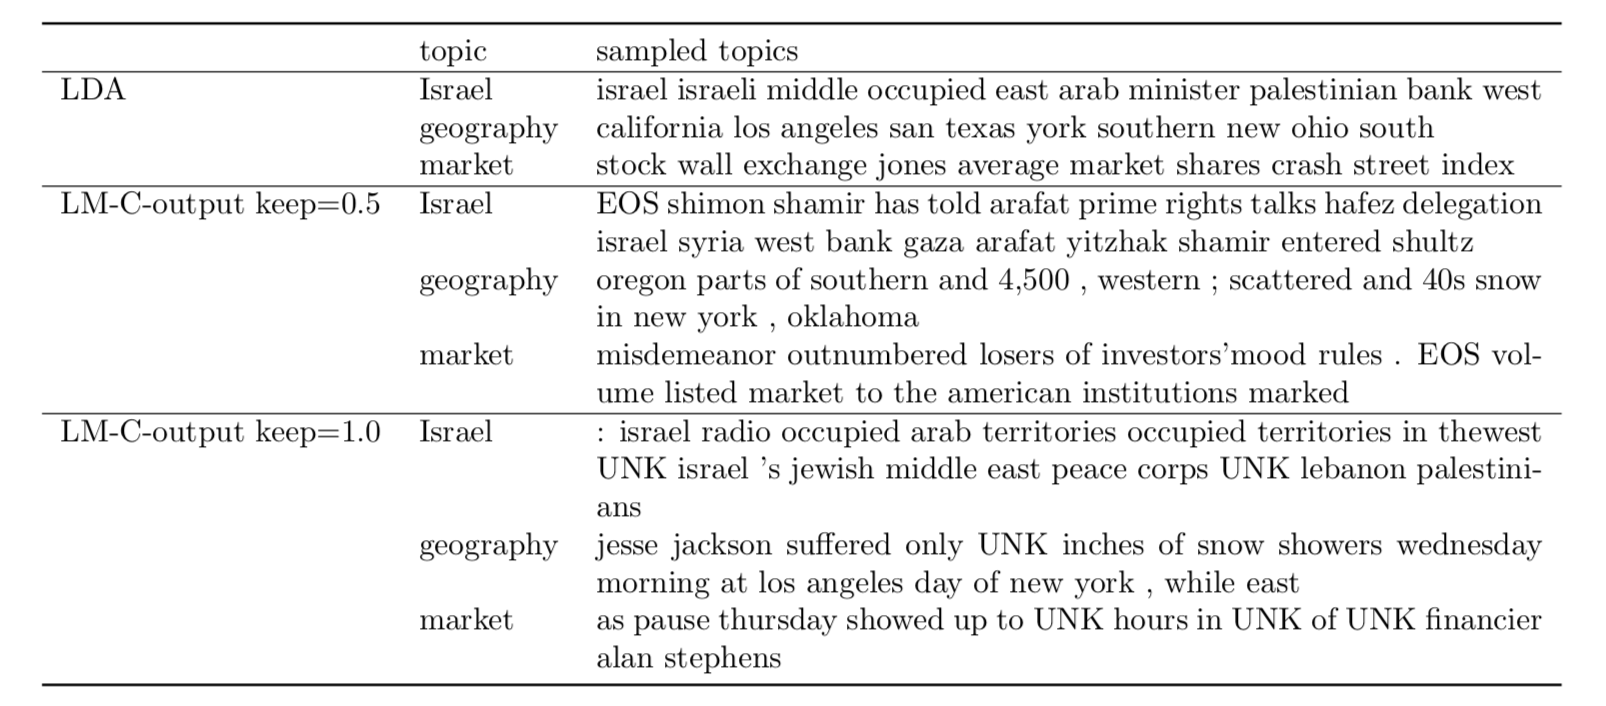 topic sampled topics
LDA Israel israel israeli middle occupied east arab minister palestinian bank west
geography california los angeles san texas york southern new ohio south
market stock wall exchange jones average market shares crash street index
LM-C-output keep=0.5 Israel EOS shimon shamir has told arafat prime rights talks hafez delegation
israel syria west bank gaza arafat yitzhak shamir entered shultz
geography oregon parts of southern and 4,500 , western ; scattered and 40s snow
in new york , oklahoma
market misdemeanor outnumbered losers of investors'mood rules . EOS vol-
ume listed market to the american institutions marked
LM-C-output keep=1.0 Israel : israel radio occupied arab territories occupied territories in thewest
UNK israel 's jewish middle east peace corps UNK lebanon palestini-
ans
geography jesse jackson suffered only UNK inches of snow showers wednesday
morning at los angeles day of new york , while east
market as pause thursday showed up to UNK hours in UNK of UNK financier
alan stephens